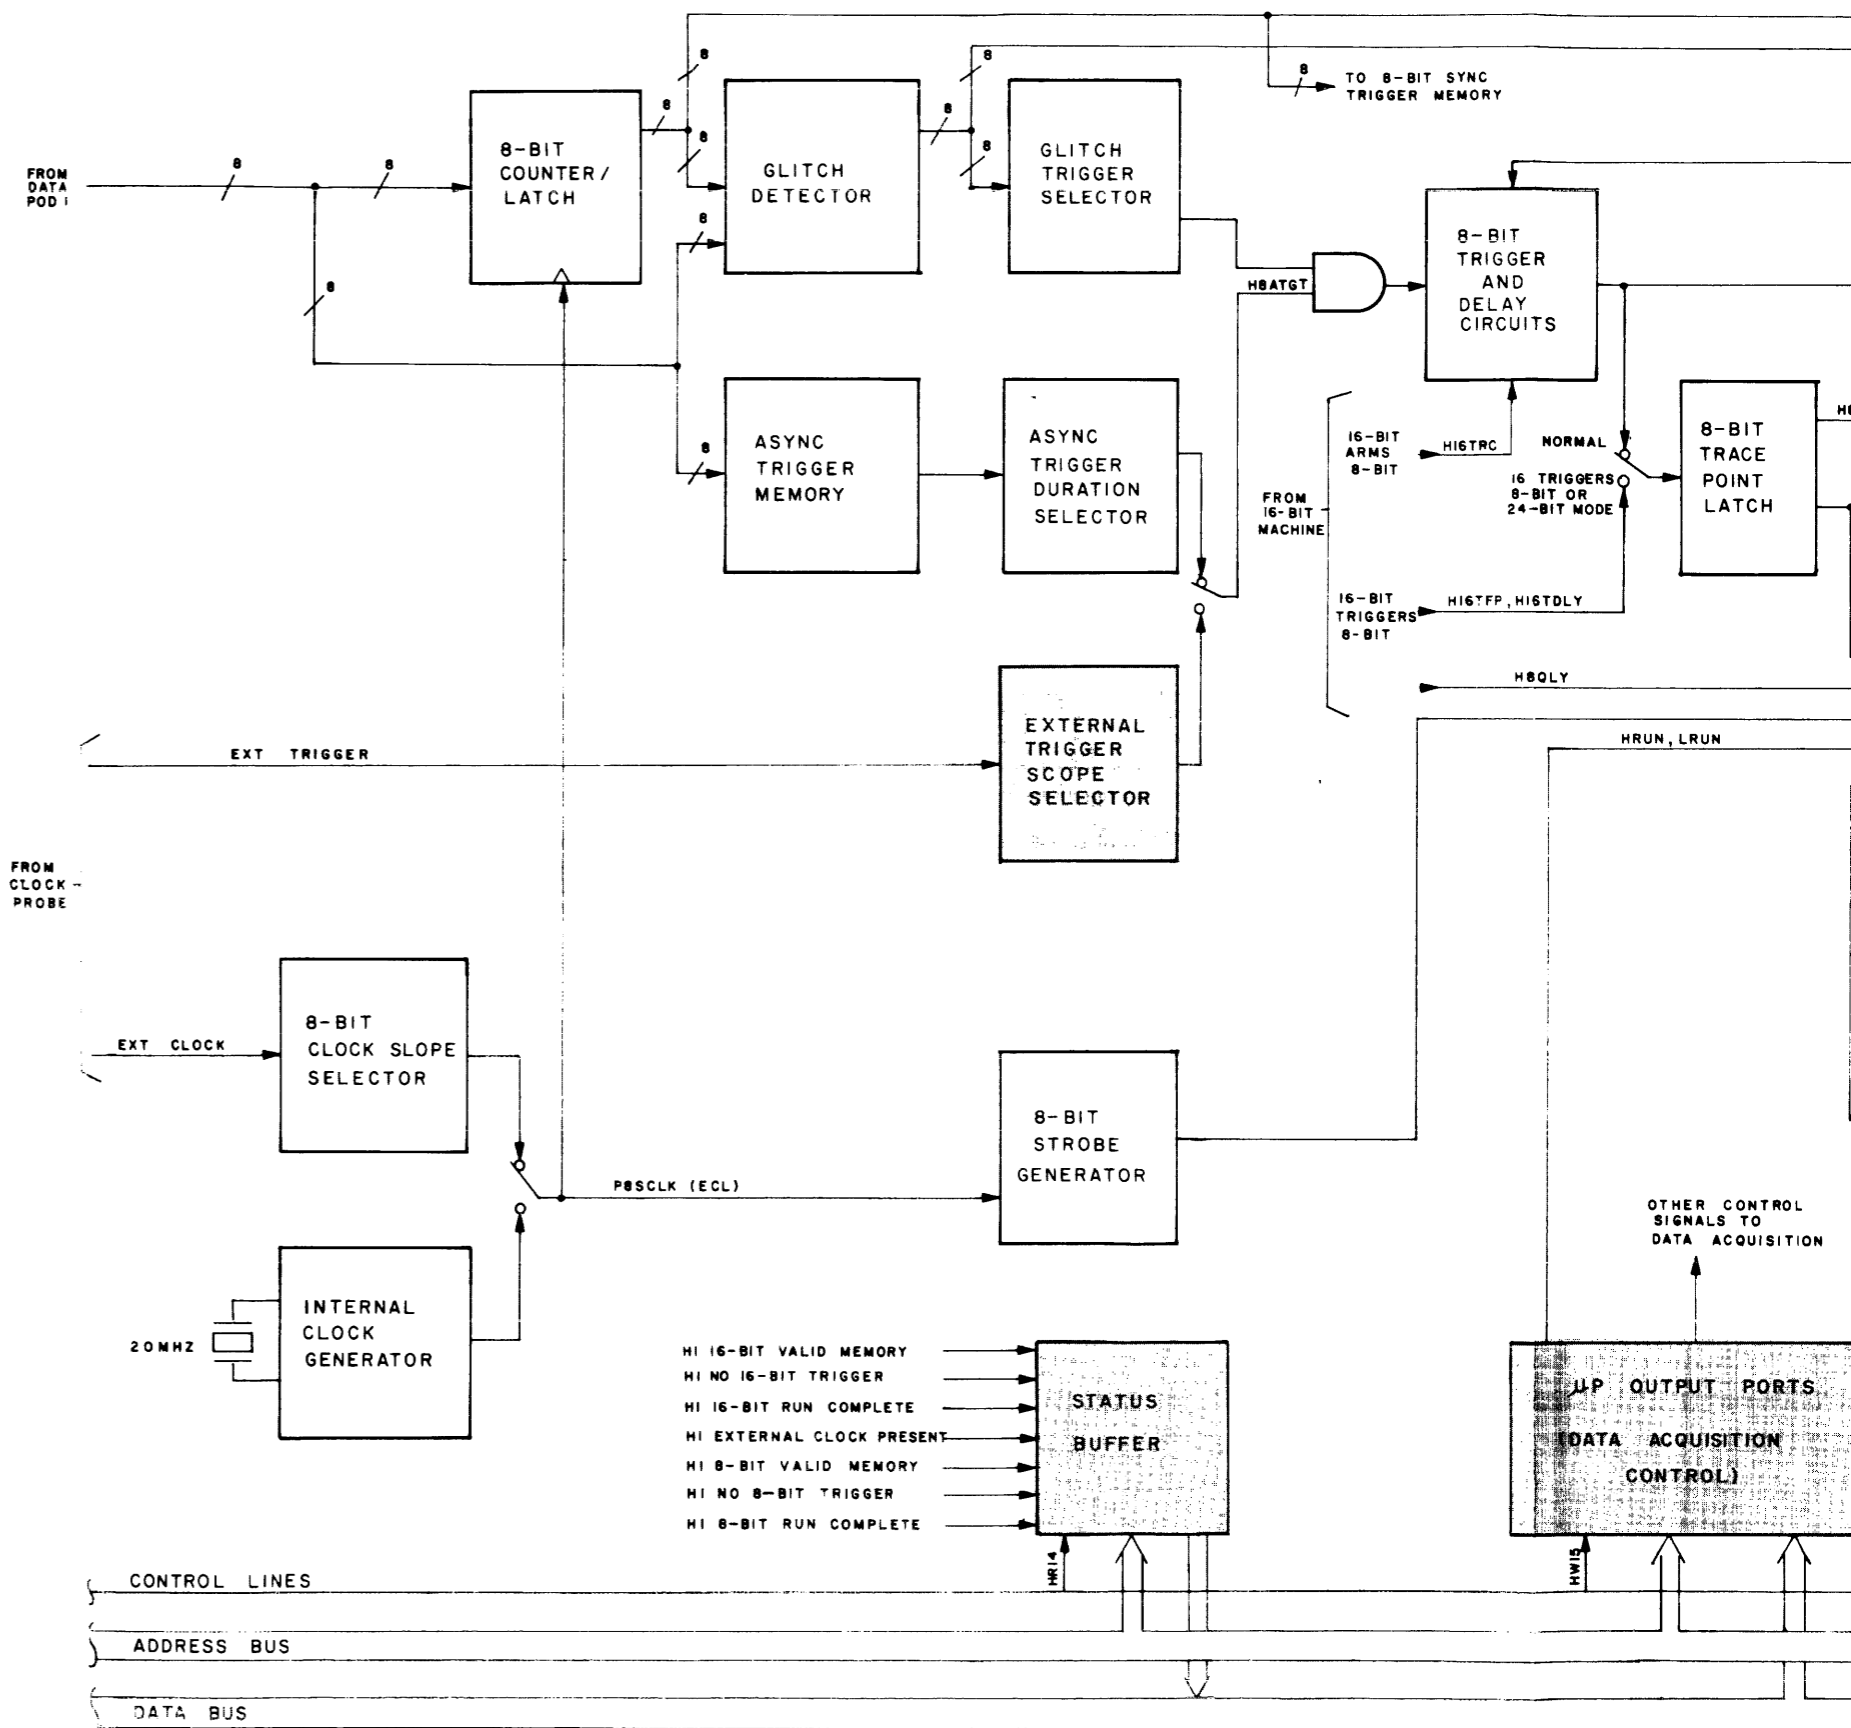 8
8
8
TO 8-BIT SYNC
TRIGGER MEMORY
8
8
8
8
8-BIT
COUNTER/
LATCH
GLITCH
DETECTOR
GLITCH
TRIGGER
SELECTOR
8
8
FROM
DATA
POD 1
8
8
8
8
8-BIT
TRIGGER
AND
DELAY
CIRCUITS
H8ATGT
ASYNC
TRIGGER
MEMORY
8
ASYNC
TRIGGER
DURATION
SELECTOR
FROM
16-BIT
MACHINE
16-BIT
ARMS
8-BIT
H16TRC
NORMAL
16 TRIGGERS
8-BIT OR
24-BIT MODE
8-BIT
TRACE
POINT
LATCH
16-BIT
TRIGGERS
8-BIT
H16TFP, H16TDLY
H8QLY
HRUN, LRUN
EXT TRIGGER
EXTERNAL
TRIGGER
SCOPE
SELECTOR
FROM
CLOCK
PROBE
EXT CLOCK
8-BIT
CLOCK SLOPE
SELECTOR
P8SCLK (ECL)
8-BIT
STROBE
GENERATOR
20MHZ
INTERNAL
CLOCK
GENERATOR
OTHER CONTROL
SIGNALS TO
DATA ACQUISITION
HI 16-BIT VALID MEMORY
HI NO 16-BIT TRIGGER
HI 16-BIT RUN COMPLETE
HI EXTERNAL CLOCK PRESENT
HI 8-BIT VALID MEMORY
HI NO 8-BIT TRIGGER
HI 8-BIT RUN COMPLETE
STATUS
BUFFER
μP OUTPUT PORTS
(DATA ACQUISITION
CONTROL)
HR14
HW15
CONTROL LINES
ADDRESS BUS
DATA BUS